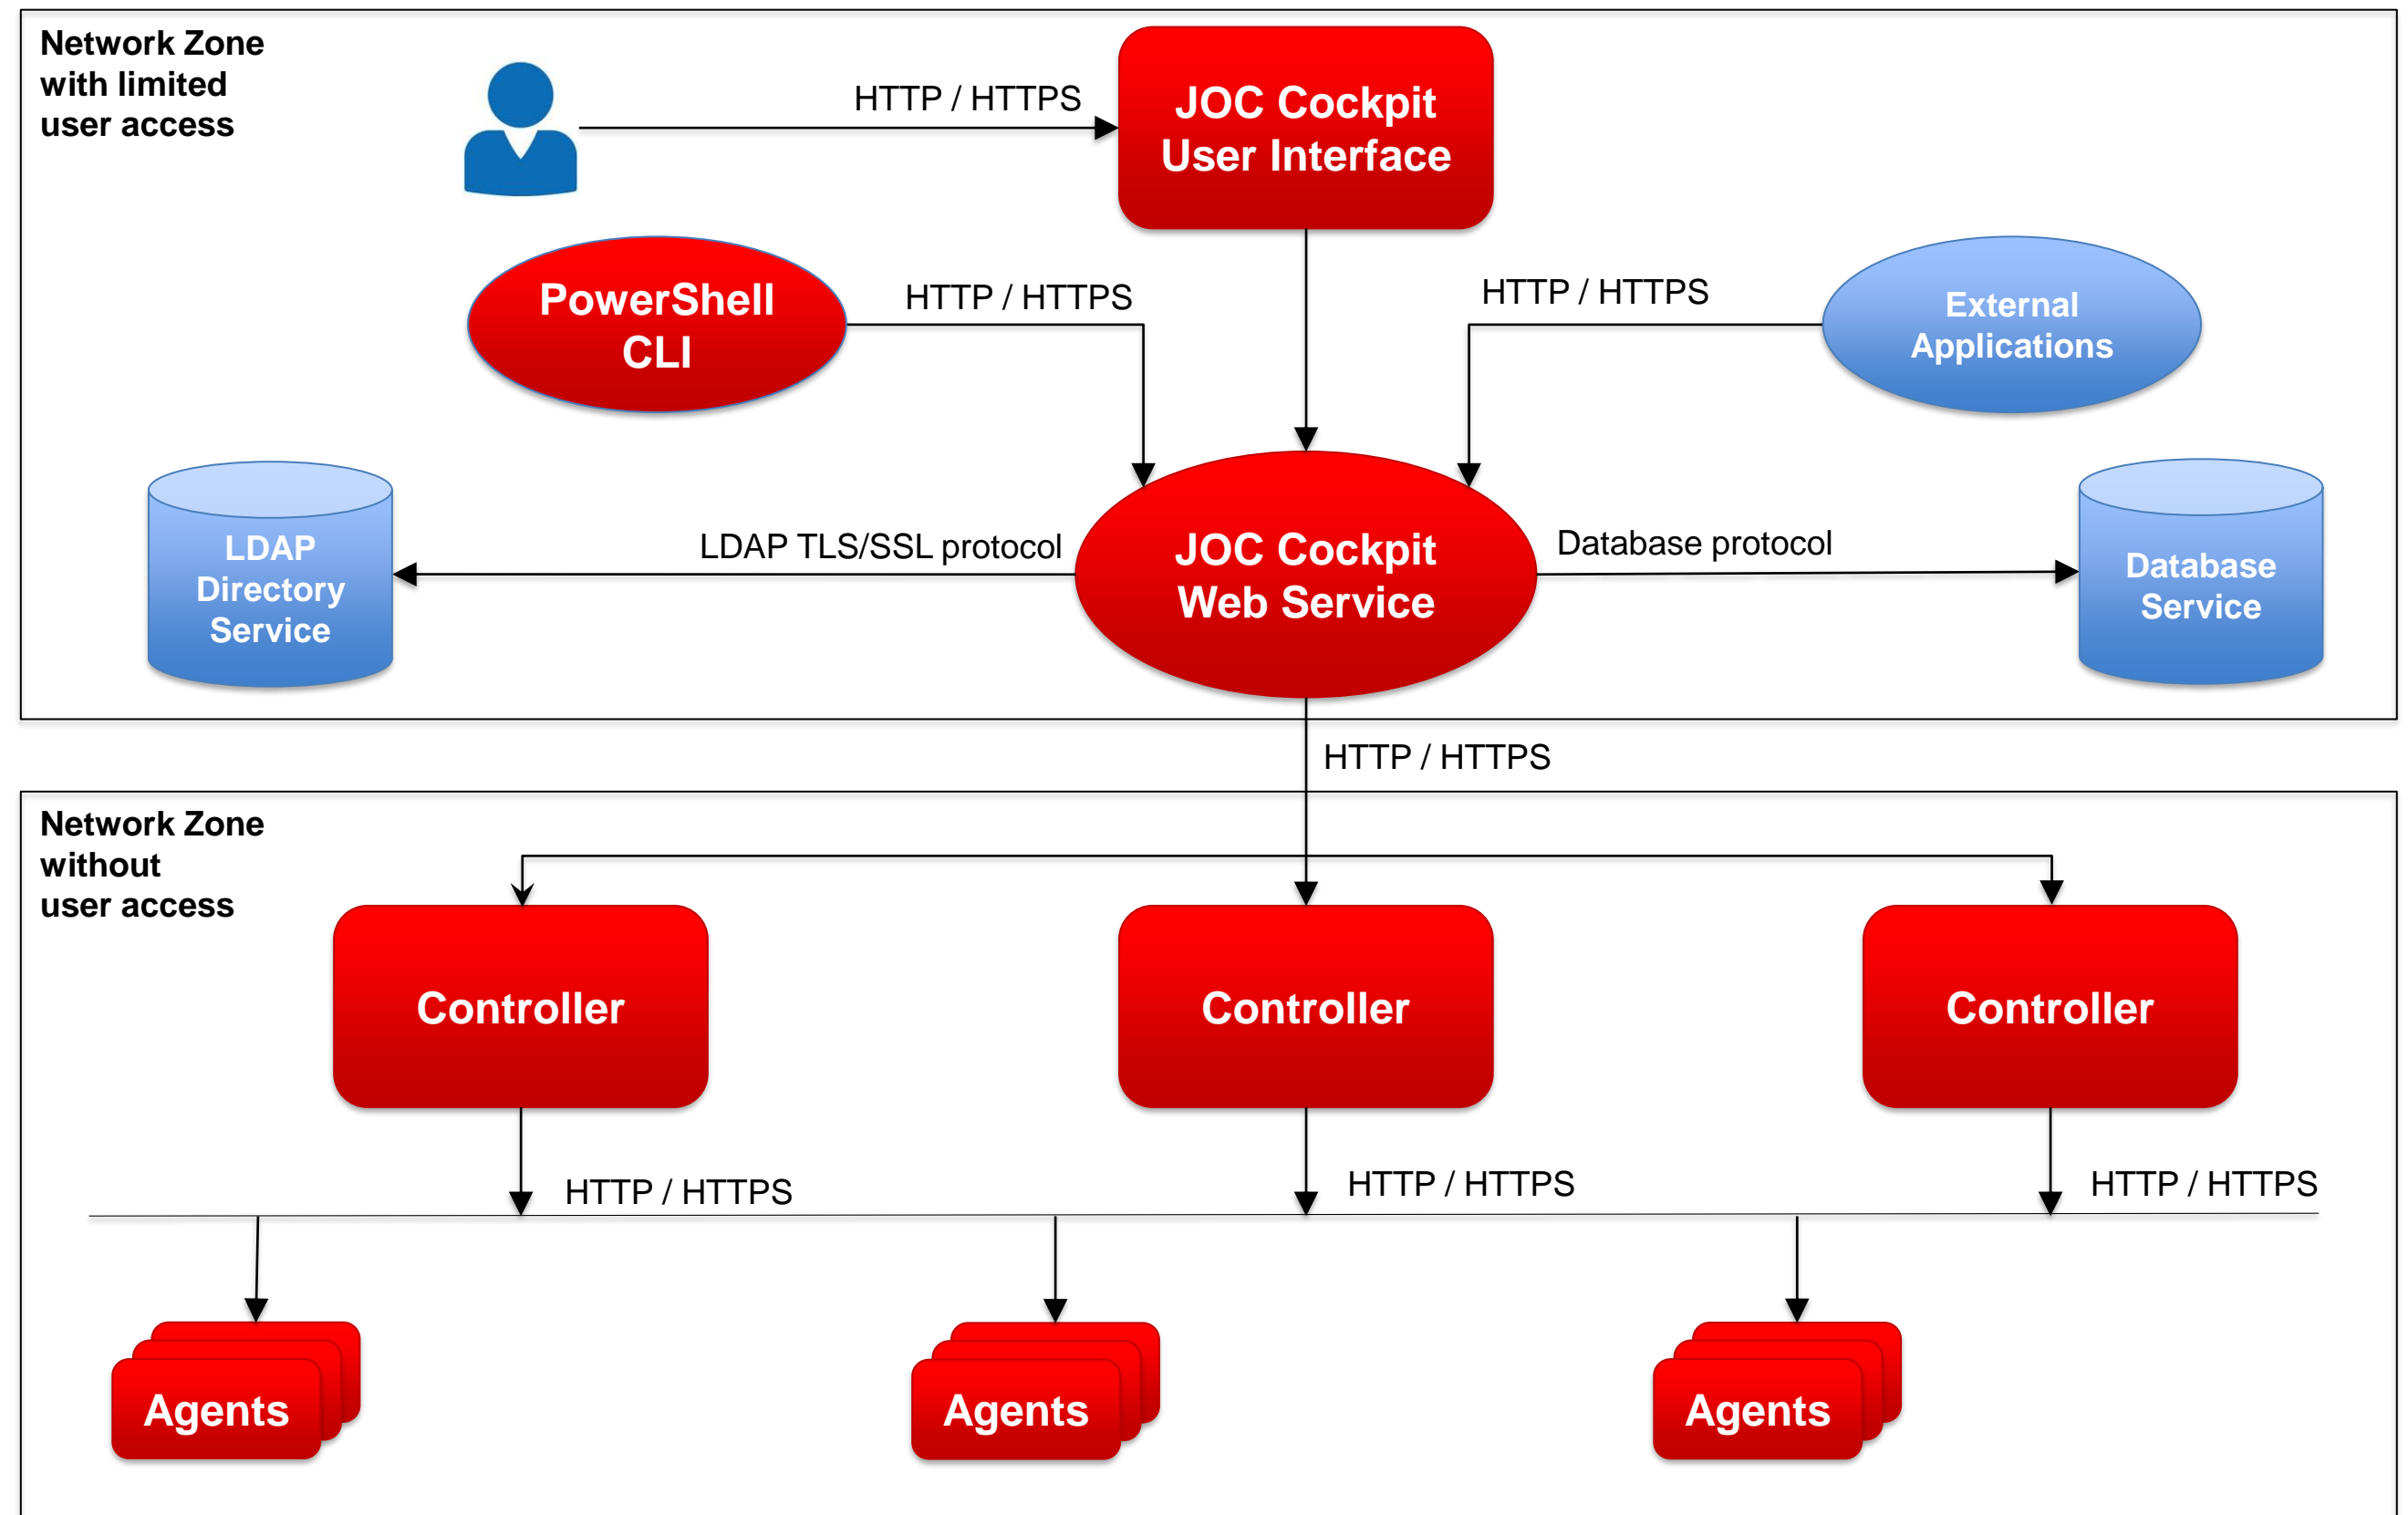 Network Zone
with limited
user access
HTTP / HTTPS
JOC Cockpit
User Interface
PowerShell
CLI
HTTP / HTTPS
HTTP / HTTPS
External
Applications
LDAP
Directory
Service
LDAP TLS/SSL protocol
JOC Cockpit
Web Service
Database protocol
Database
Service
HTTP / HTTPS
Network Zone
without
user access
Controller
Controller
Controller
HTTP / HTTPS
HTTP / HTTPS
HTTP / HTTPS
Agents
Agents
Agents